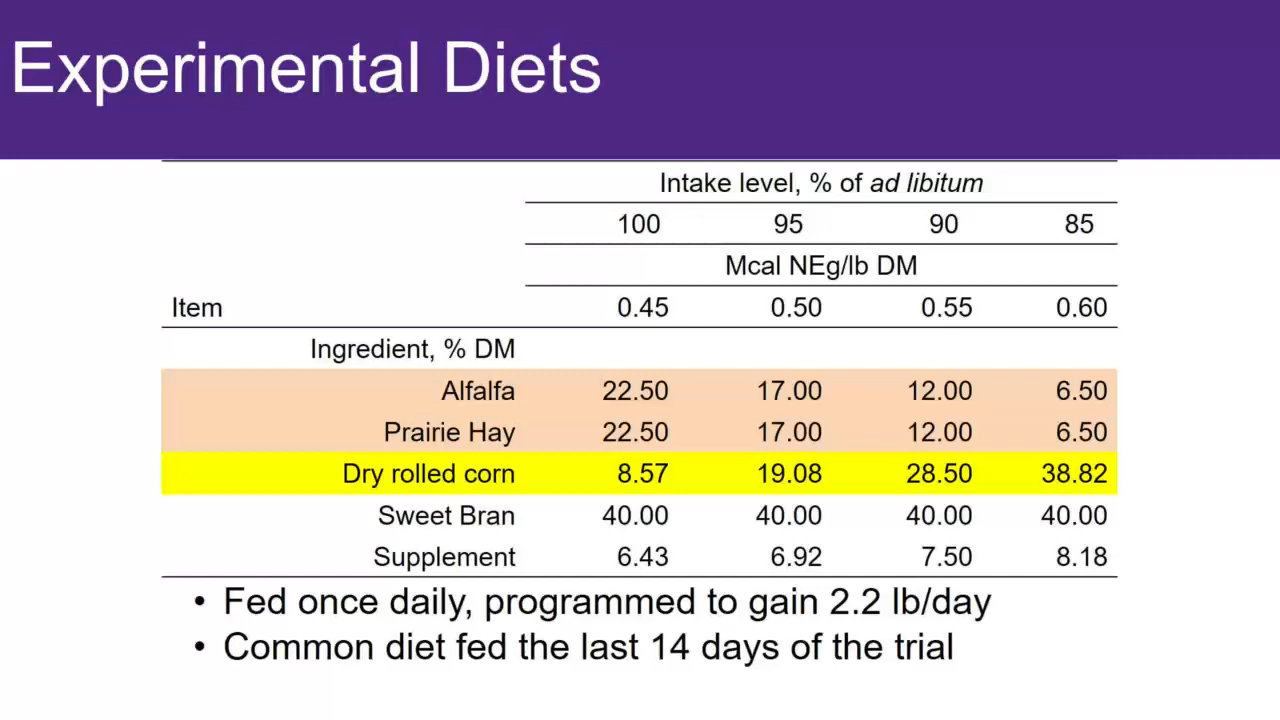 Experimental Diets
Intake level, % of ad libitum
100 95 90 85
Mcal NEg/lb DM
Item 0.45 0.50 0.55 0.60
Ingredient, % DM
Alfalfa 22.50 17.00 12.00 6.50
Prairie Hay 22.50 17.00 12.00 6.50
Dry rolled corn 8.57 19.08 28.50 38.82
Sweet Bran 40.00 40.00 40.00 40.00
Supplement 6.43 6.92 7.50 8.18
• Fed once daily, programmed to gain 2.2 lb/day
• Common diet fed the last 14 days of the trial